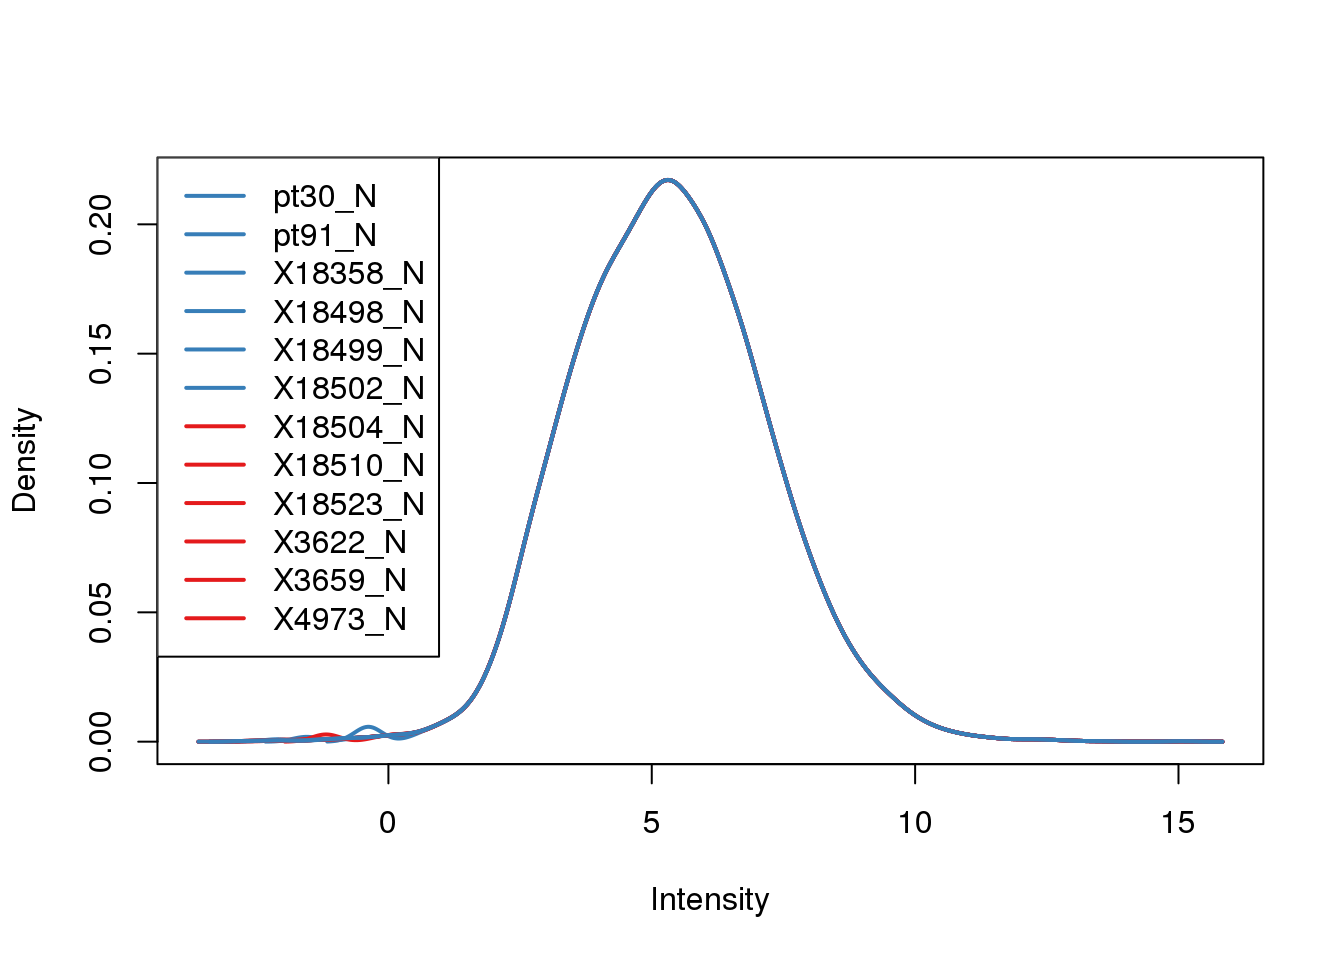 pt30_N
pt91_N
X18358_N
X18498_N
X18499_N
X18502_N
X18504_N
X18510_N
X18523_N
X3622_N
X3659_N
X4973_N
Density
0.20
0.15
0.10
0.05
0.00
0 5 10 15
Intensity